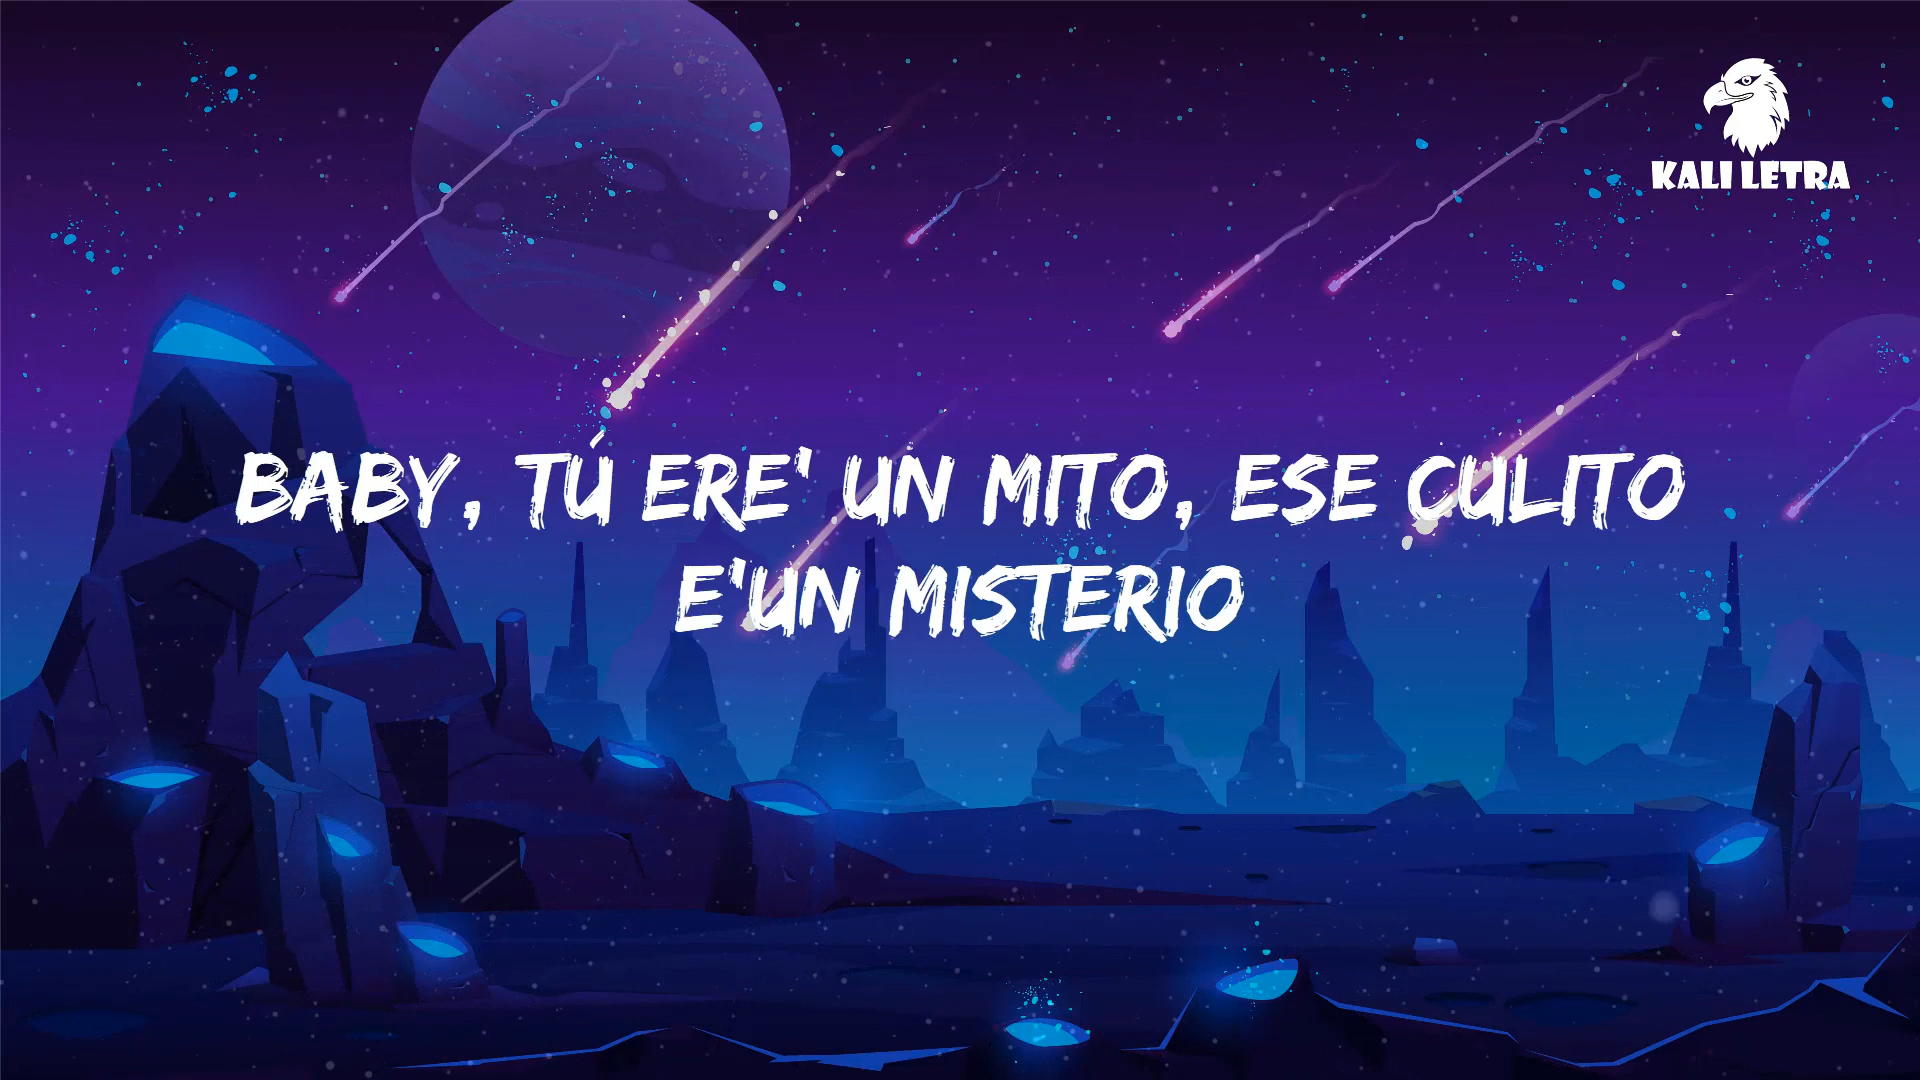 KALI LETRA
BABY, TÚ ERE' UN MITO, ESE CULITO
E'UN MISTERIO